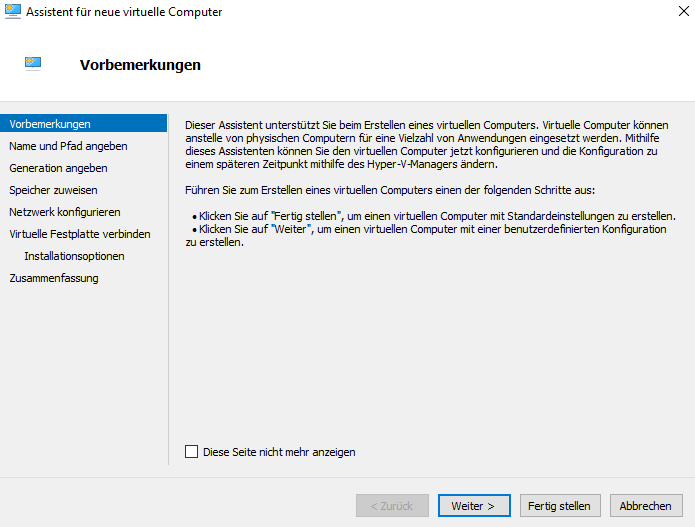 Assistent für neue virtuelle Computer
Vorbemerkungen
Vorbemerkungen
Name und Pfad angeben
Generation angeben
Speicher zuweisen
Netzwerk konfigurieren
Virtuelle Festplatte verbinden
Installationsoptionen
Zusammenfassung
Dieser Assistent unterstützt Sie beim Erstellen eines virtuellen Computers. Virtuelle Computer können
anstelle von physischen Computern für eine Vielzahl von Anwendungen eingesetzt werden. Mithilfe
dieses Assistenten können Sie den virtuellen Computer jetzt konfigurieren und die Konfiguration zu
einem späteren Zeitpunkt mithilfe des Hyper-V-Managers ändern.
Führen Sie zum Erstellen eines virtuellen Computers einen der folgenden Schritte aus:
• Klicken Sie auf "Fertig stellen", um einen virtuellen Computer mit Standardeinstellungen zu erstellen.
• Klicken Sie auf "Weiter", um einen virtuellen Computer mit einer benutzerdefinierten Konfiguration
zu erstellen.
Diese Seite nicht mehr anzeigen
< Zurück
Weiter >
Fertig stellen
Abbrechen